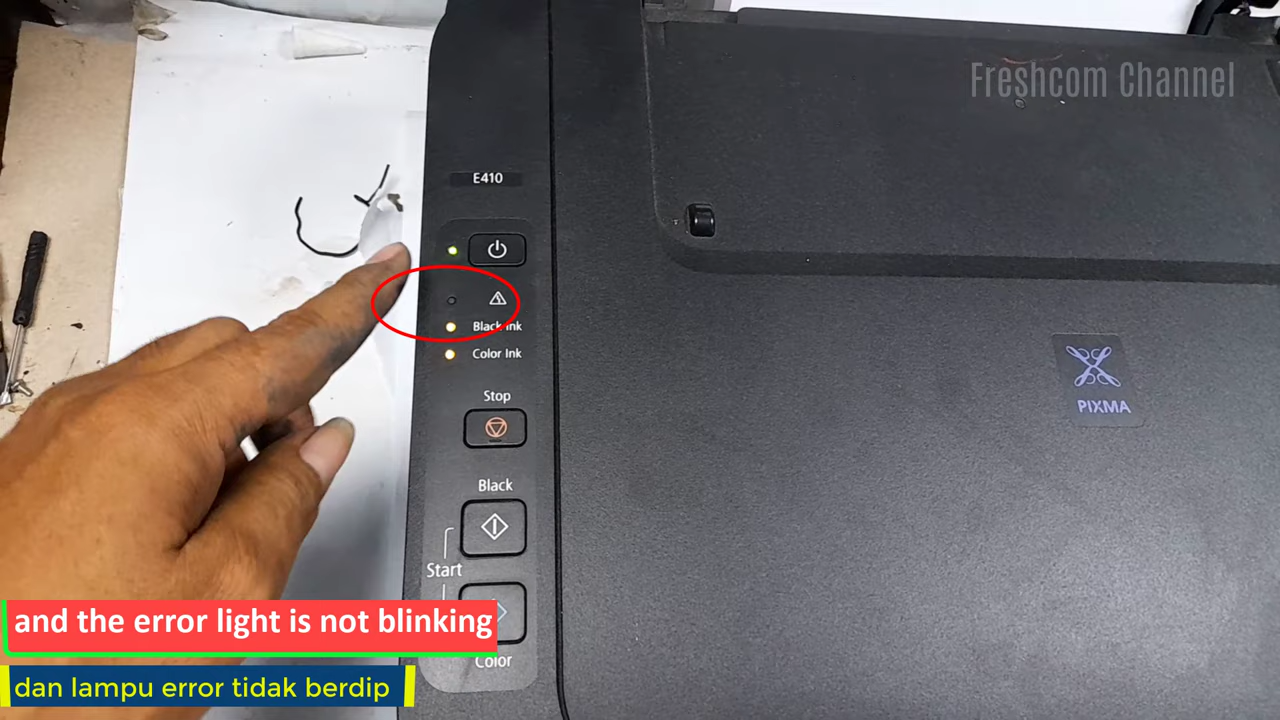 Freshcom Channel
E410
Black Ink
Color Ink
Stop
PIXMA
Black
Start
and the error light is not blinking
Color
dan lampu error tidak berdip